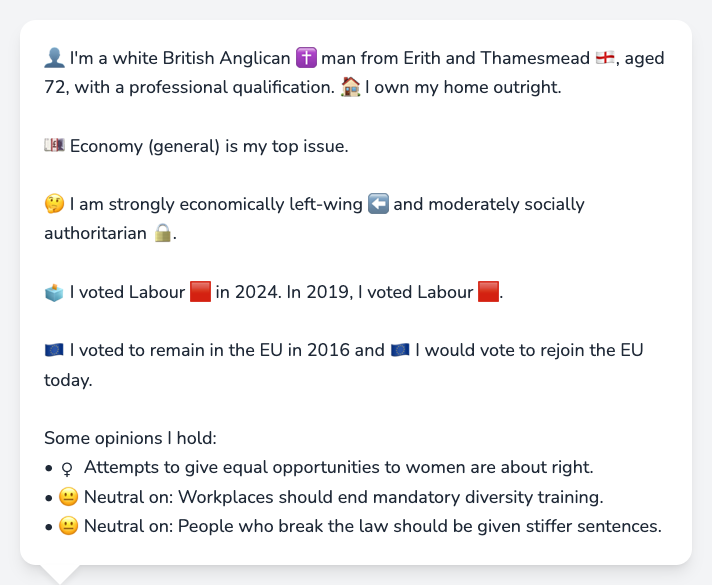 👤 I'm a white British Anglican ✝️ man from Erith and Thamesmead 🏴󠁧󠁢󠁥󠁮󠁧󠁿, aged
72, with a professional qualification. 🏠 I own my home outright.
💷 Economy (general) is my top issue.
🤔 I am strongly economically left-wing ⬅️ and moderately socially
authoritarian 🔒.
🗳️ I voted Labour 🟥 in 2024. In 2019, I voted Labour 🟥.
🇪🇺 I voted to remain in the EU in 2016 and 🇪🇺 I would vote to rejoin the EU
today.
Some opinions I hold:
• ♀ Attempts to give equal opportunities to women are about right.
• 😐 Neutral on: Workplaces should end mandatory diversity training.
• 😐 Neutral on: People who break the law should be given stiffer sentences.